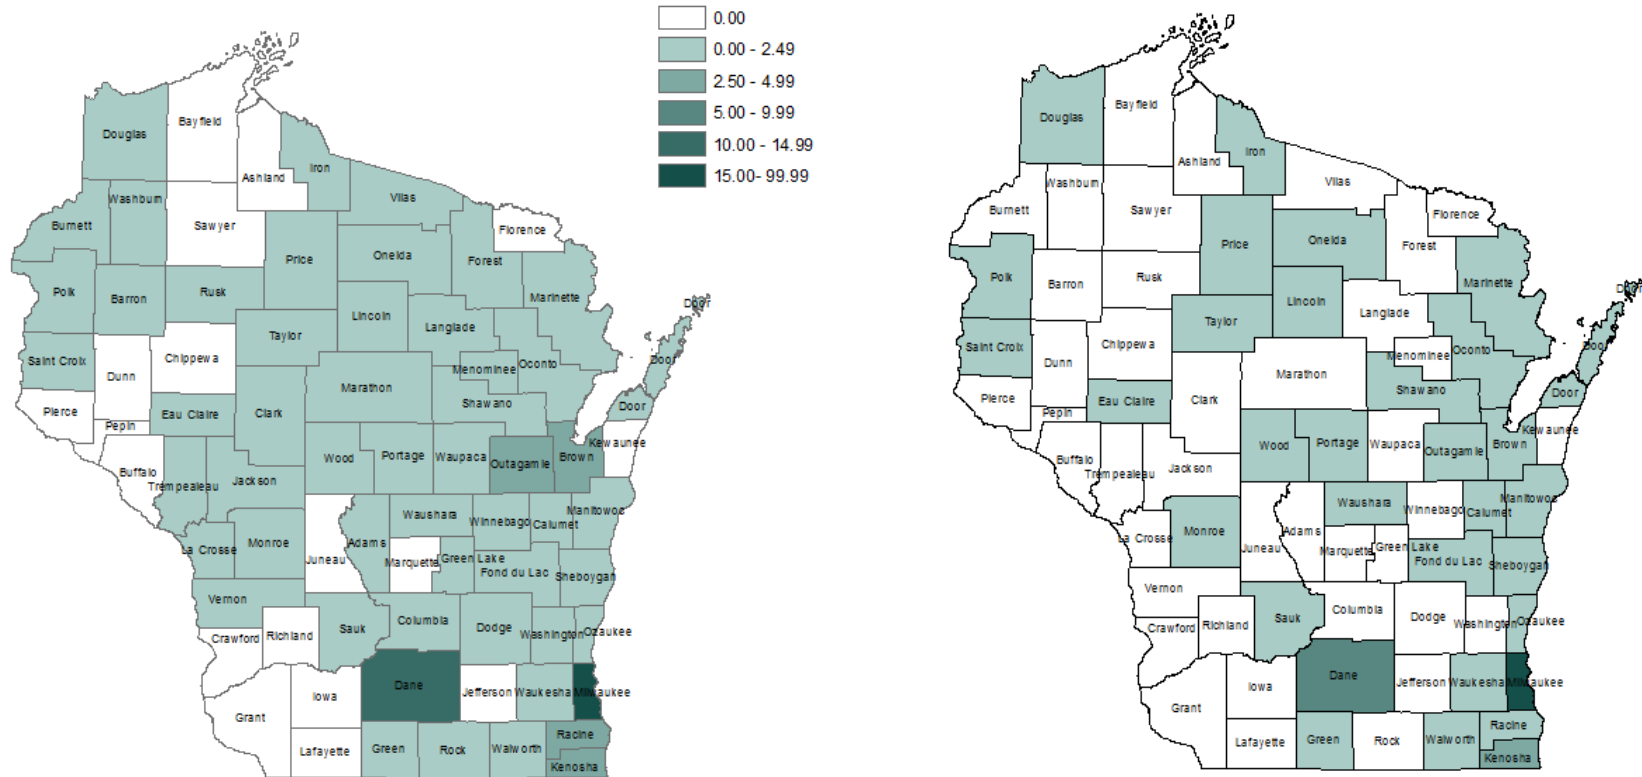 0.00
0.00 - 2.49
2.50 - 4.99
5.00 - 9.99
10.00 - 14.99
15.00- 99.99
Douglas
Bayfield
Ashland
Iron
Vilas
Washburn
Burnett
Sawyer
Florence
Price
Oneida
Forest
Polk
Barron
Rusk
Marinette
Door
Lincoln
Langlade
Taylor
Saint Croix
Chippewa
Dunn
Menominee
Oconto
Door
Marathon
Shawano
Pierce
Pepin
Eau Claire
Clark
Door
Kewaunee
Buffalo
Trempealeau
Jackson
Wood
Portage
Waupaca
Outagamie
Brown
Waushara
Winnebago
Calumet
Manitowoc
La Crosse
Monroe
Juneau
Adams
Marquette
Green Lake
Fond du Lac
Sheboygan
Vernon
Crawford
Richland
Sauk
Columbia
Dodge
Washington
Ozaukee
Grant
Iowa
Dane
Jefferson
Waukesha
Milwaukee
Lafayette
Green
Rock
Walworth
Racine
Kenosha
Douglas
Bayfield
Ashland
Iron
Vilas
Washburn
Burnett
Sawyer
Florence
Price
Oneida
Forest
Polk
Barron
Rusk
Marinette
Door
Lincoln
Langlade
Taylor
Saint Croix
Chippewa
Dunn
Menominee
Oconto
Door
Marathon
Shawano
Pierce
Pepin
Eau Claire
Clark
Door
Kewaunee
Buffalo
Trempealeau
Jackson
Wood
Portage
Waupaca
Outagamie
Brown
Waushara
Winnebago
Calumet
Manitowoc
La Crosse
Monroe
Juneau
Adams
Marquette
Green Lake
Fond du Lac
Sheboygan
Vernon
Crawford
Richland
Sauk
Columbia
Dodge
Washington
Ozaukee
Grant
Iowa
Dane
Jefferson
Waukesha
Milwaukee
Lafayette
Green
Rock
Walworth
Racine
Kenosha